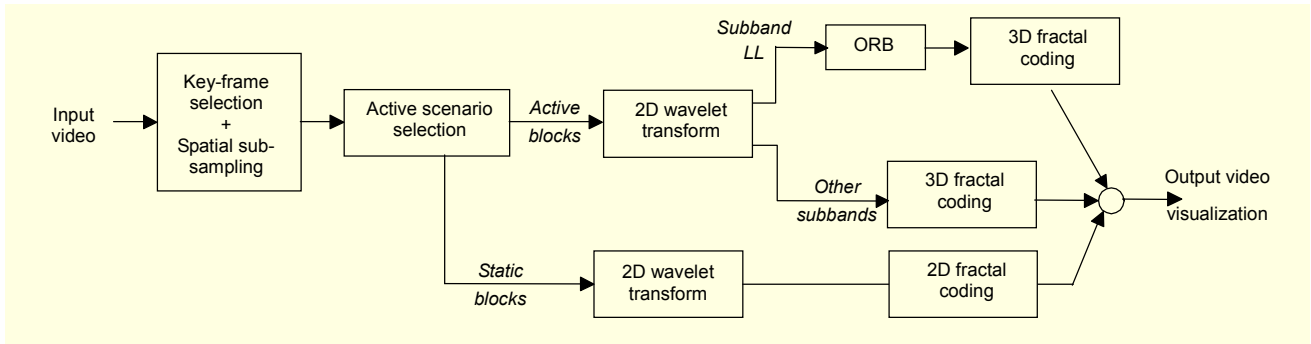 Input
video
Key-frame
selection
+
Spatial sub-
sampling
Active scenario
selection
Active
blocks
2D wavelet
transform
Subband
LL
ORB
3D fractal
coding
Other
subbands
3D fractal
coding
Static
blocks
2D wavelet
transform
2D fractal
coding
Output video
visualization